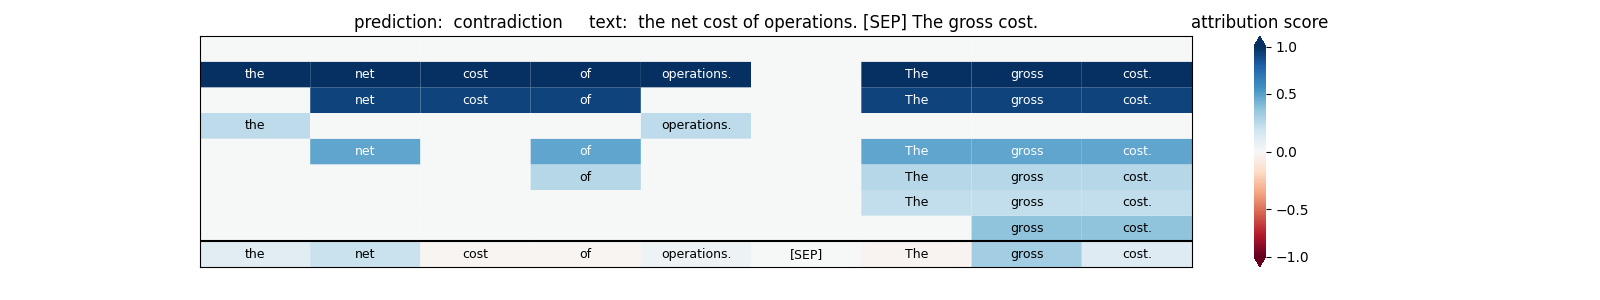 prediction:  contradiction     text:  the net cost of operations. [SEP] The gross cost.
attribution score
the net cost of operations. The gross cost.
net cost of The gross cost.
the operations.
net of The gross cost.
of The gross cost.
The gross cost.
gross cost.
the net cost of operations. [SEP] The gross cost.
1.0
0.5
0.0
−0.5
−1.0